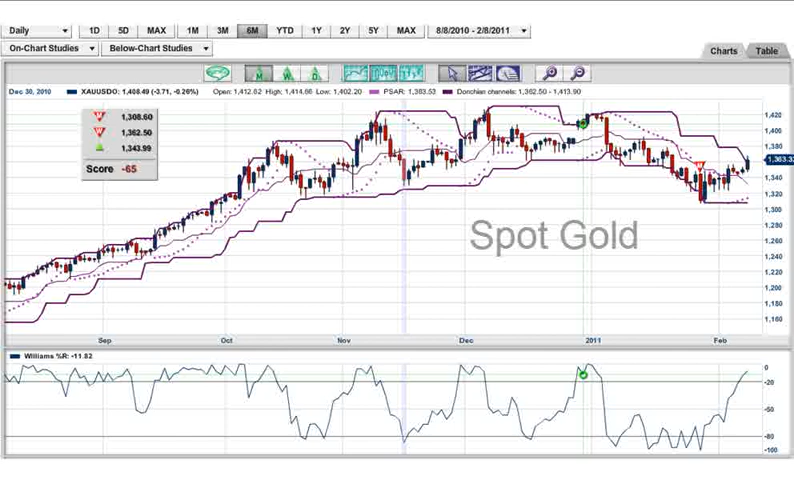 Daily 1D 5D MAX 1M 3M 6M YTD 1Y 2Y 5Y MAX 8/8/2010 - 2/8/2011
On-Chart Studies Below-Chart Studies Charts Table
M W D
Dec 30, 2010 XAUUSDO: 1,408.49 (-3.71, -0.26%) Open: 1,412.82 High: 1,414.66 Low: 1,402.20 PSAR: 1,383.53 Donchian channels: 1,362.50 - 1,413.90
M 1,308.60
W 1,362.50
1,343.99
Score -65
1,420
1,400
1,380
1,363.33
1,340
1,320
1,300
1,280
1,260
1,240
1,220
1,200
1,180
1,160
Spot Gold
Sep Oct Nov Dec 2011 Feb
Williams %R: -11.82
0
-20
-50
-80
-100